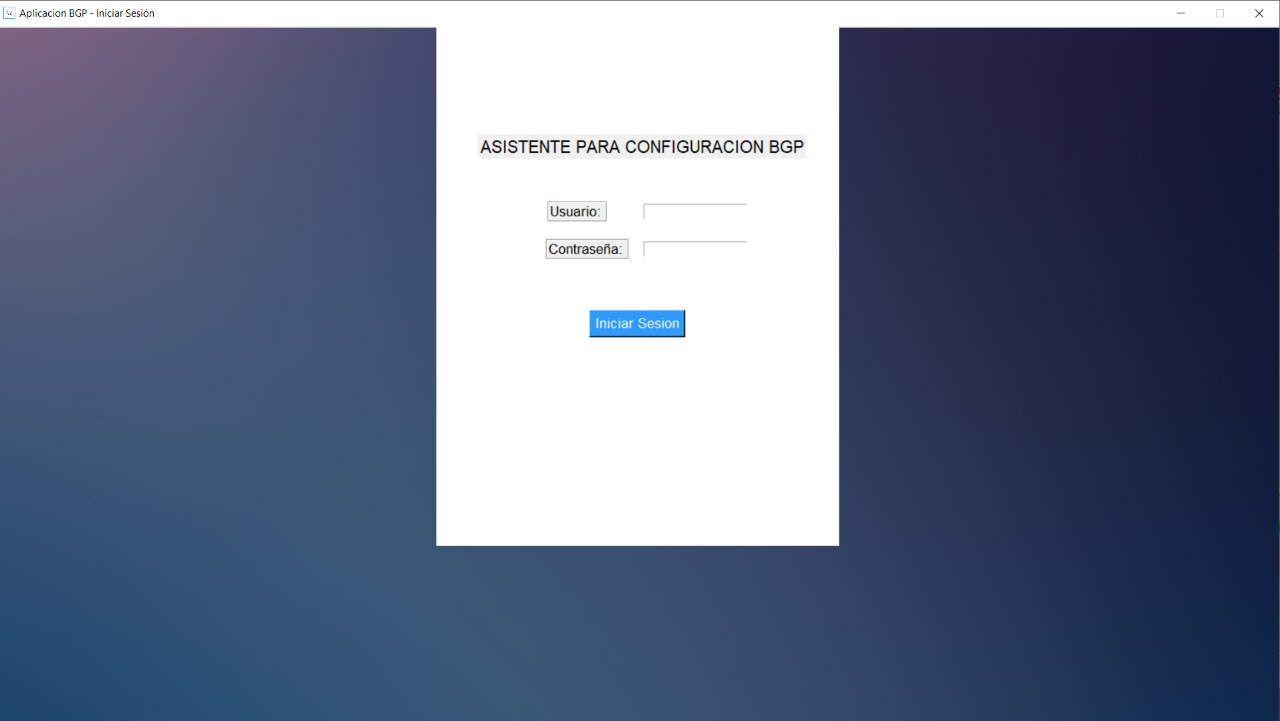 Aplicacion BGP - Iniciar Sesión
ASISTENTE PARA CONFIGURACION BGP
Usuario:
Contraseña:
Iniciar Sesion